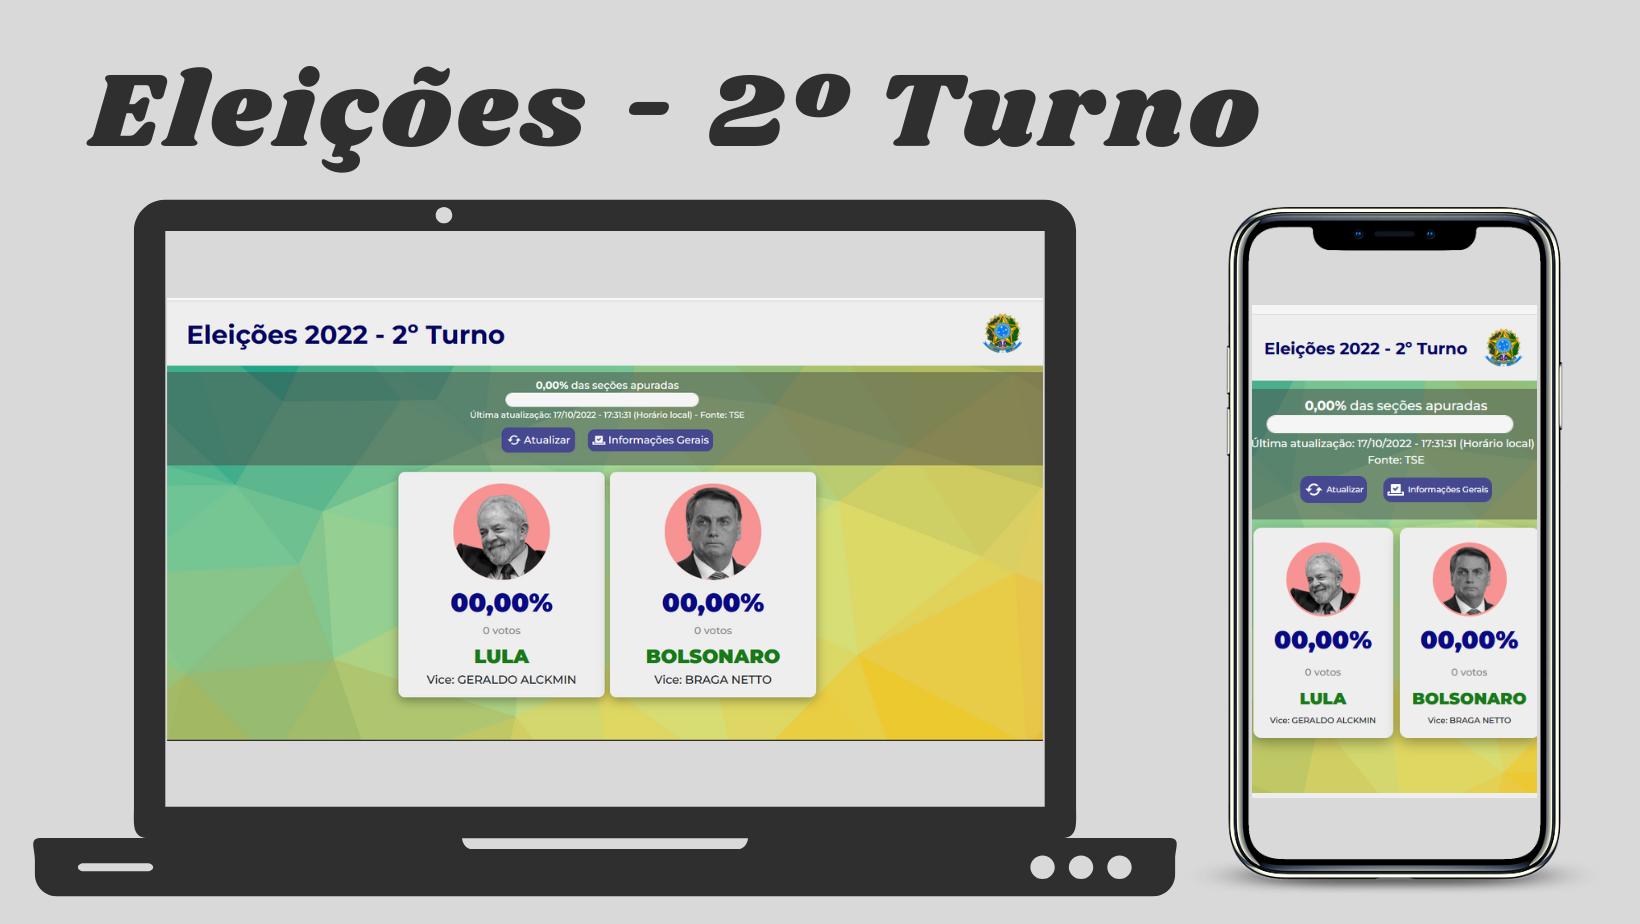 Eleições - 2º Turno
Eleições 2022 - 2º Turno
0,00% das seções apuradas
Última atualização: 17/10/2022 - 17:31:31 (Horário local) - Fonte: TSE
Atualizar
Informações Gerais
00,00%
0 votos
LULA
Vice: GERALDO ALCKMIN
00,00%
0 votos
BOLSONARO
Vice: BRAGA NETTO
Eleições 2022 - 2º Turno
0,00% das seções apuradas
Última atualização: 17/10/2022 - 17:31:31 (Horário local)
Fonte: TSE
Atualizar
Informações Gerais
00,00%
0 votos
LULA
Vice: GERALDO ALCKMIN
00,00%
0 votos
BOLSONARO
Vice: BRAGA NETTO